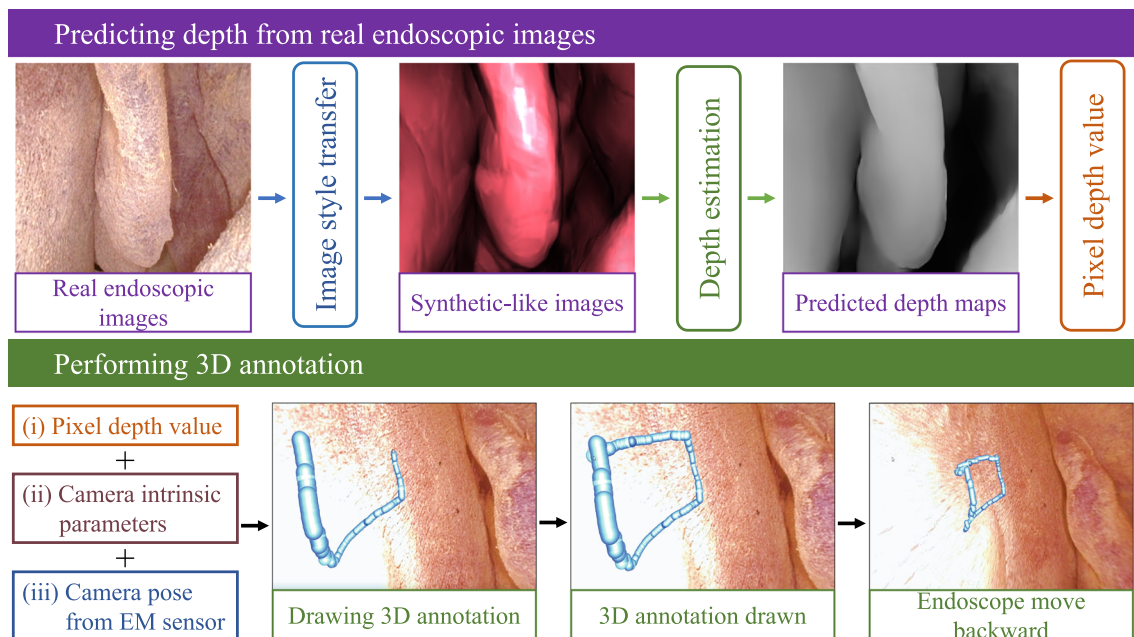 Predicting depth from real endoscopic images
Real endoscopic
images
Image style transfer
Synthetic-like images
Depth estimation
Predicted depth maps
Pixel depth value
Performing 3D annotation
(i) Pixel depth value
+
(ii) Camera intrinsic
parameters
+
(iii) Camera pose
from EM sensor
Drawing 3D annotation
3D annotation drawn
Endoscope move
backward